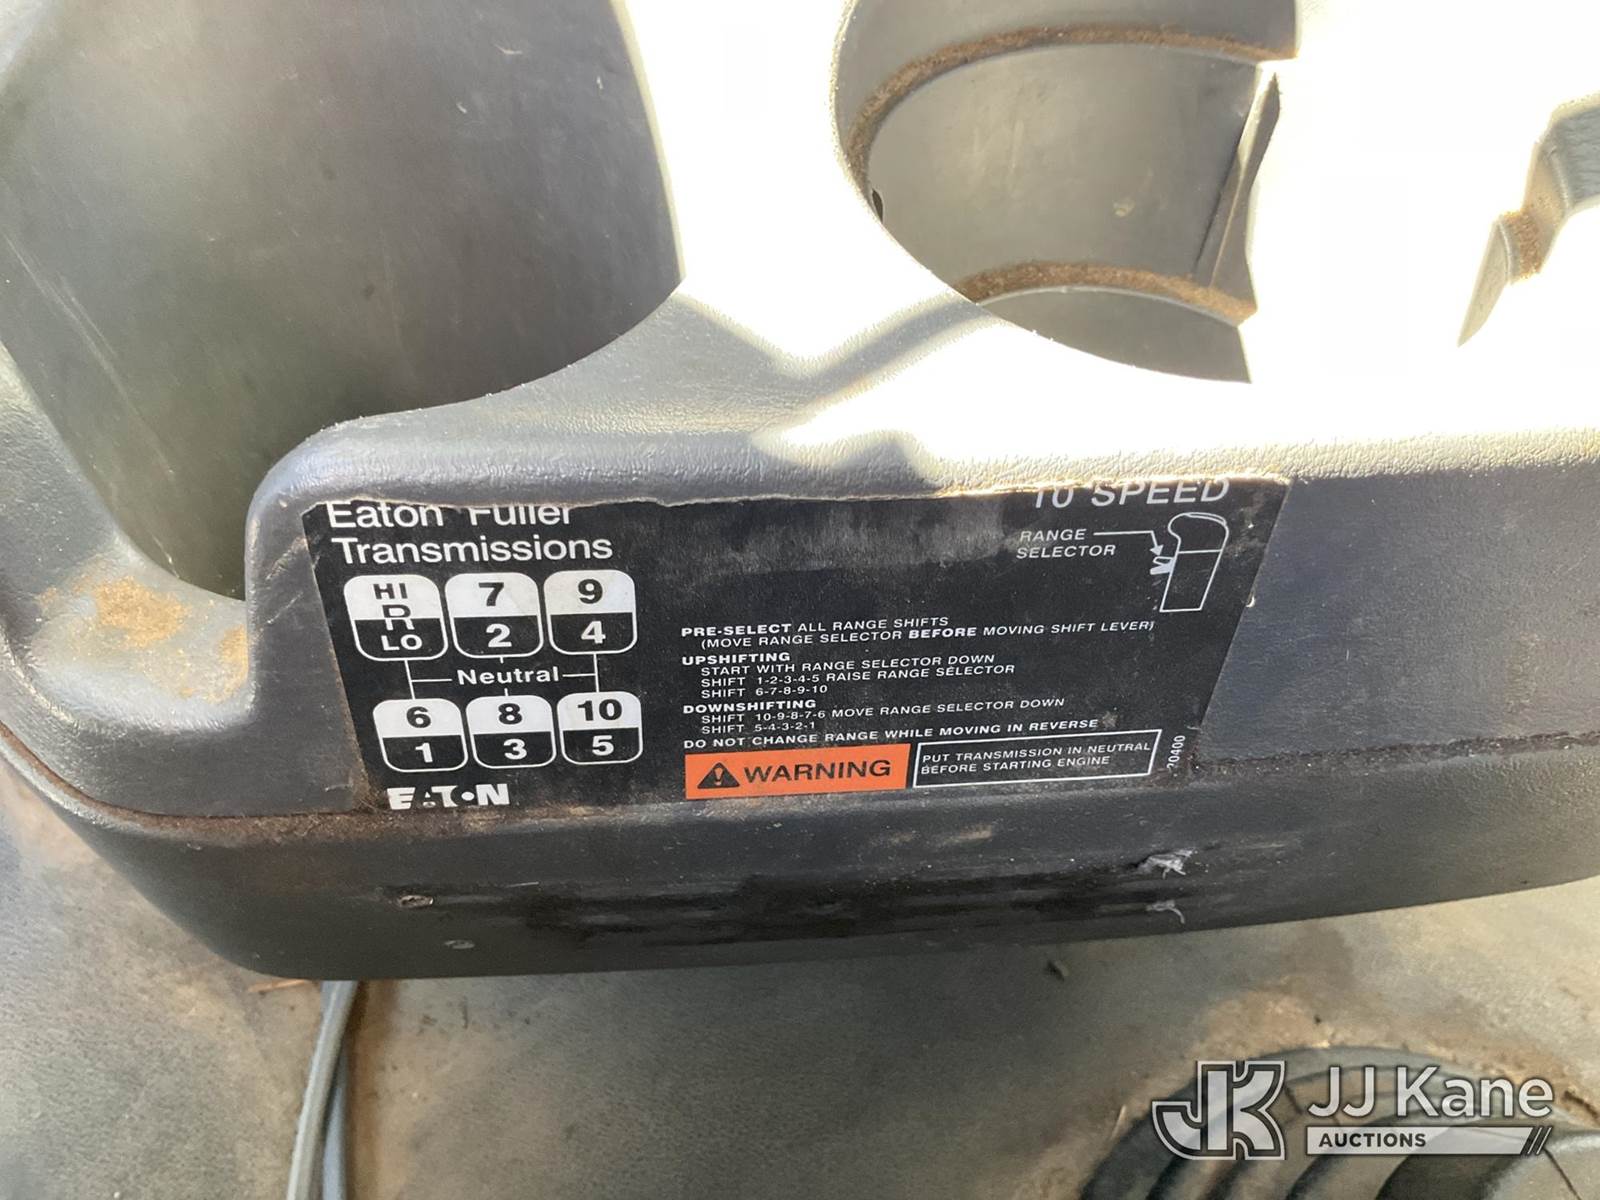 Eaton Fuller
Transmissions
HI
R
LO
7
2
9
4
Neutral
6
1
8
3
10
5
EATON
10 SPEED
RANGE
SELECTOR
PRE-SELECT ALL RANGE SHIFTS
(MOVE RANGE SELECTOR BEFORE MOVING SHIFT LEVER)
UPSHIFTING
START WITH RANGE SELECTOR DOWN
SHIFT 1-2-3-4-5 RAISE RANGE SELECTOR
SHIFT 6-7-8-9-10
DOWNSHIFTING
SHIFT 10-9-8-7-6 MOVE RANGE SELECTOR DOWN
SHIFT 5-4-3-2-1
DO NOT CHANGE RANGE WHILE MOVING IN REVERSE
WARNING
PUT TRANSMISSION IN NEUTRAL
BEFORE STARTING ENGINE
JK
JJ Kane
AUCTIONS